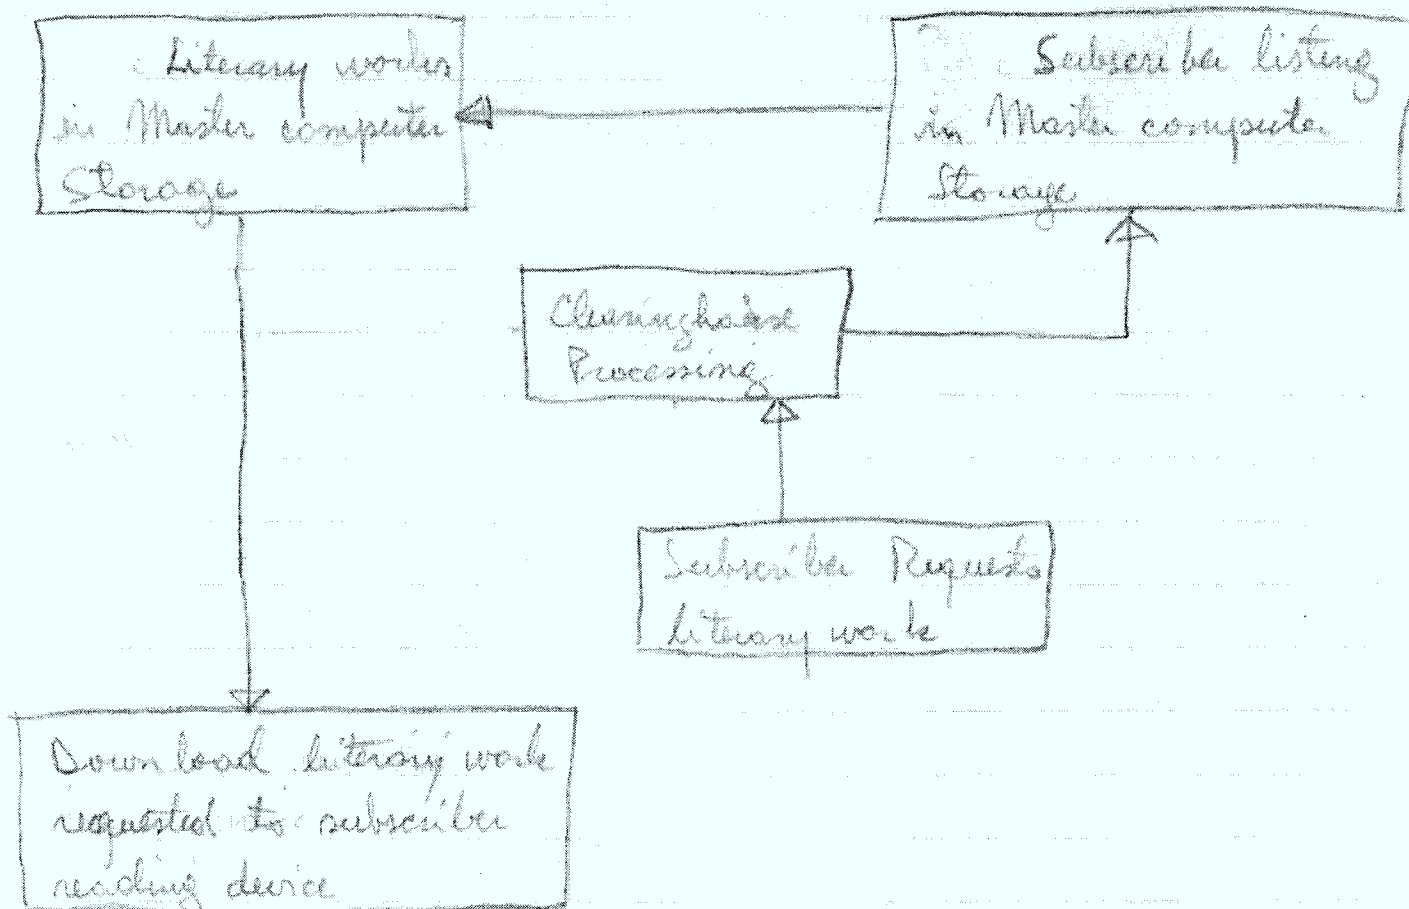 Literary works
in Master computer
Storage
Subscriber listing
in Master computer
Storage
Clearinghouse
Processing
Subscriber Requests
literary work
Download literary work
requested to subscriber
reading device